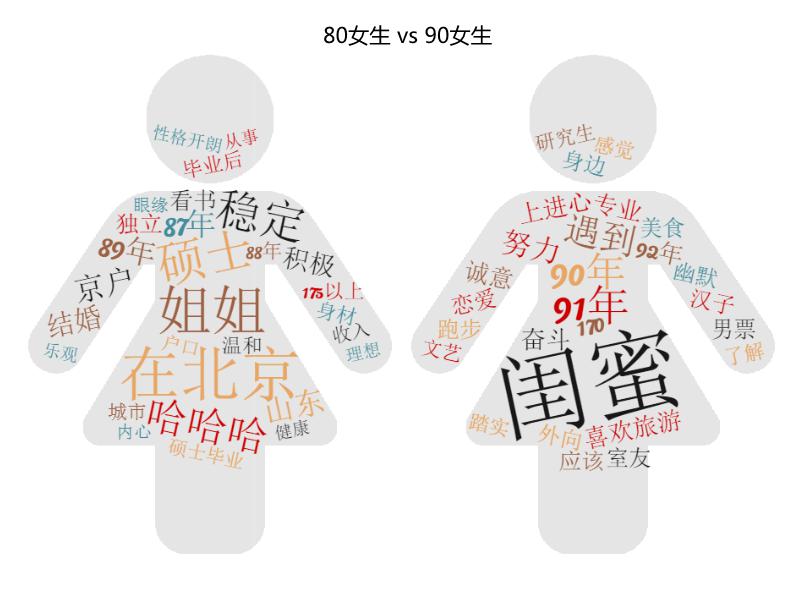 80女生 vs 90女生
性格开朗
从事
毕业后
眼缘
看书
稳定
独立
87年
89年
硕士
88年
积极
京户
姐姐
175以上
结婚
身材
收入
乐观
户口
温和
理想
在北京
城市
哈哈哈
山东
内心
健康
硕士毕业
研究生
感觉
身边
上进心
专业
努力
遇到
美食
92年
诚意
90年
幽默
恋爱
91年
汉子
跑步
170
男票
文艺
奋斗
了解
闺蜜
踏实
外向
喜欢旅游
应该
室友